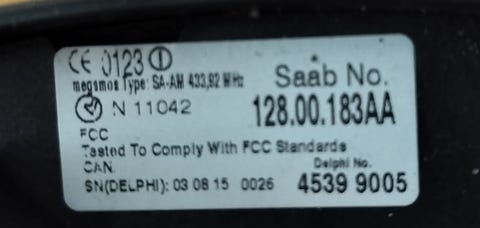 CE 0123
megamos Type: SA-AM 433,92 MHz
Saab No.
N 11042
128.00.183AA
FCC
Tasted To Comply With FCC Standards
CAN.
Delphi No.
SN(DELPHI): 03 08 15 0026
4539 9005